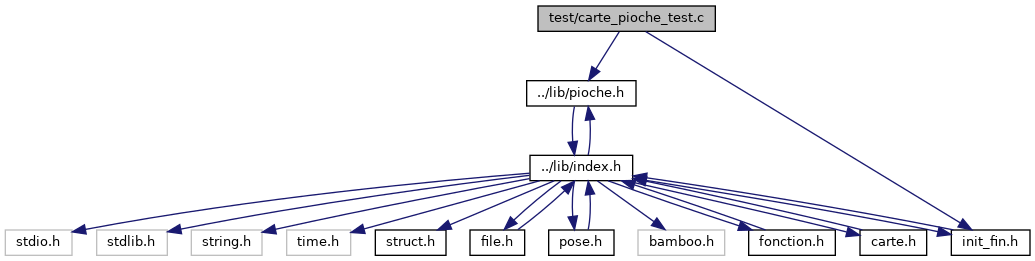 test/carte_pioche_test.c
../lib/pioche.h
../lib/index.h
stdio.h
stdlib.h
string.h
time.h
struct.h
file.h
pose.h
bamboo.h
fonction.h
carte.h
init_fin.h